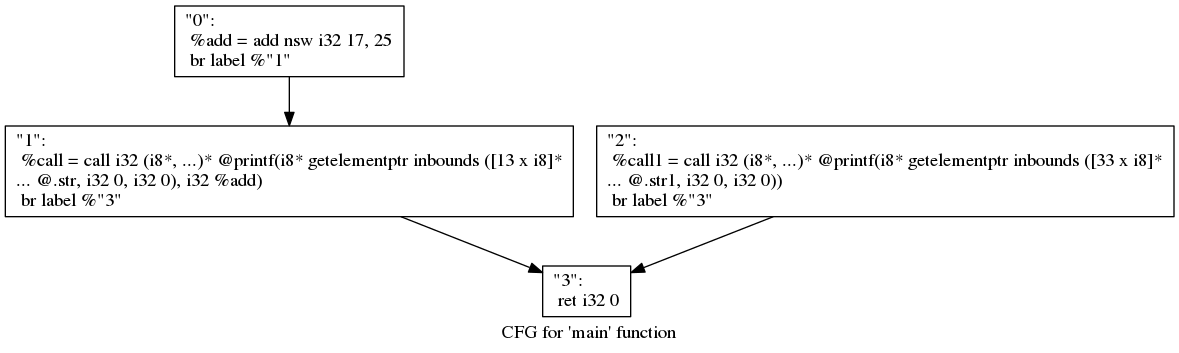 "0":
%add = add nsw i32 17, 25
br label %"1"
"1":
%call = call i32 (i8*, ...)* @printf(i8* getelementptr inbounds ([13 x i8]*
... @.str, i32 0, i32 0), i32 %add)
br label %"3"
"2":
%call1 = call i32 (i8*, ...)* @printf(i8* getelementptr inbounds ([33 x i8]*
... @.str1, i32 0, i32 0))
br label %"3"
"3":
ret i32 0
CFG for 'main' function